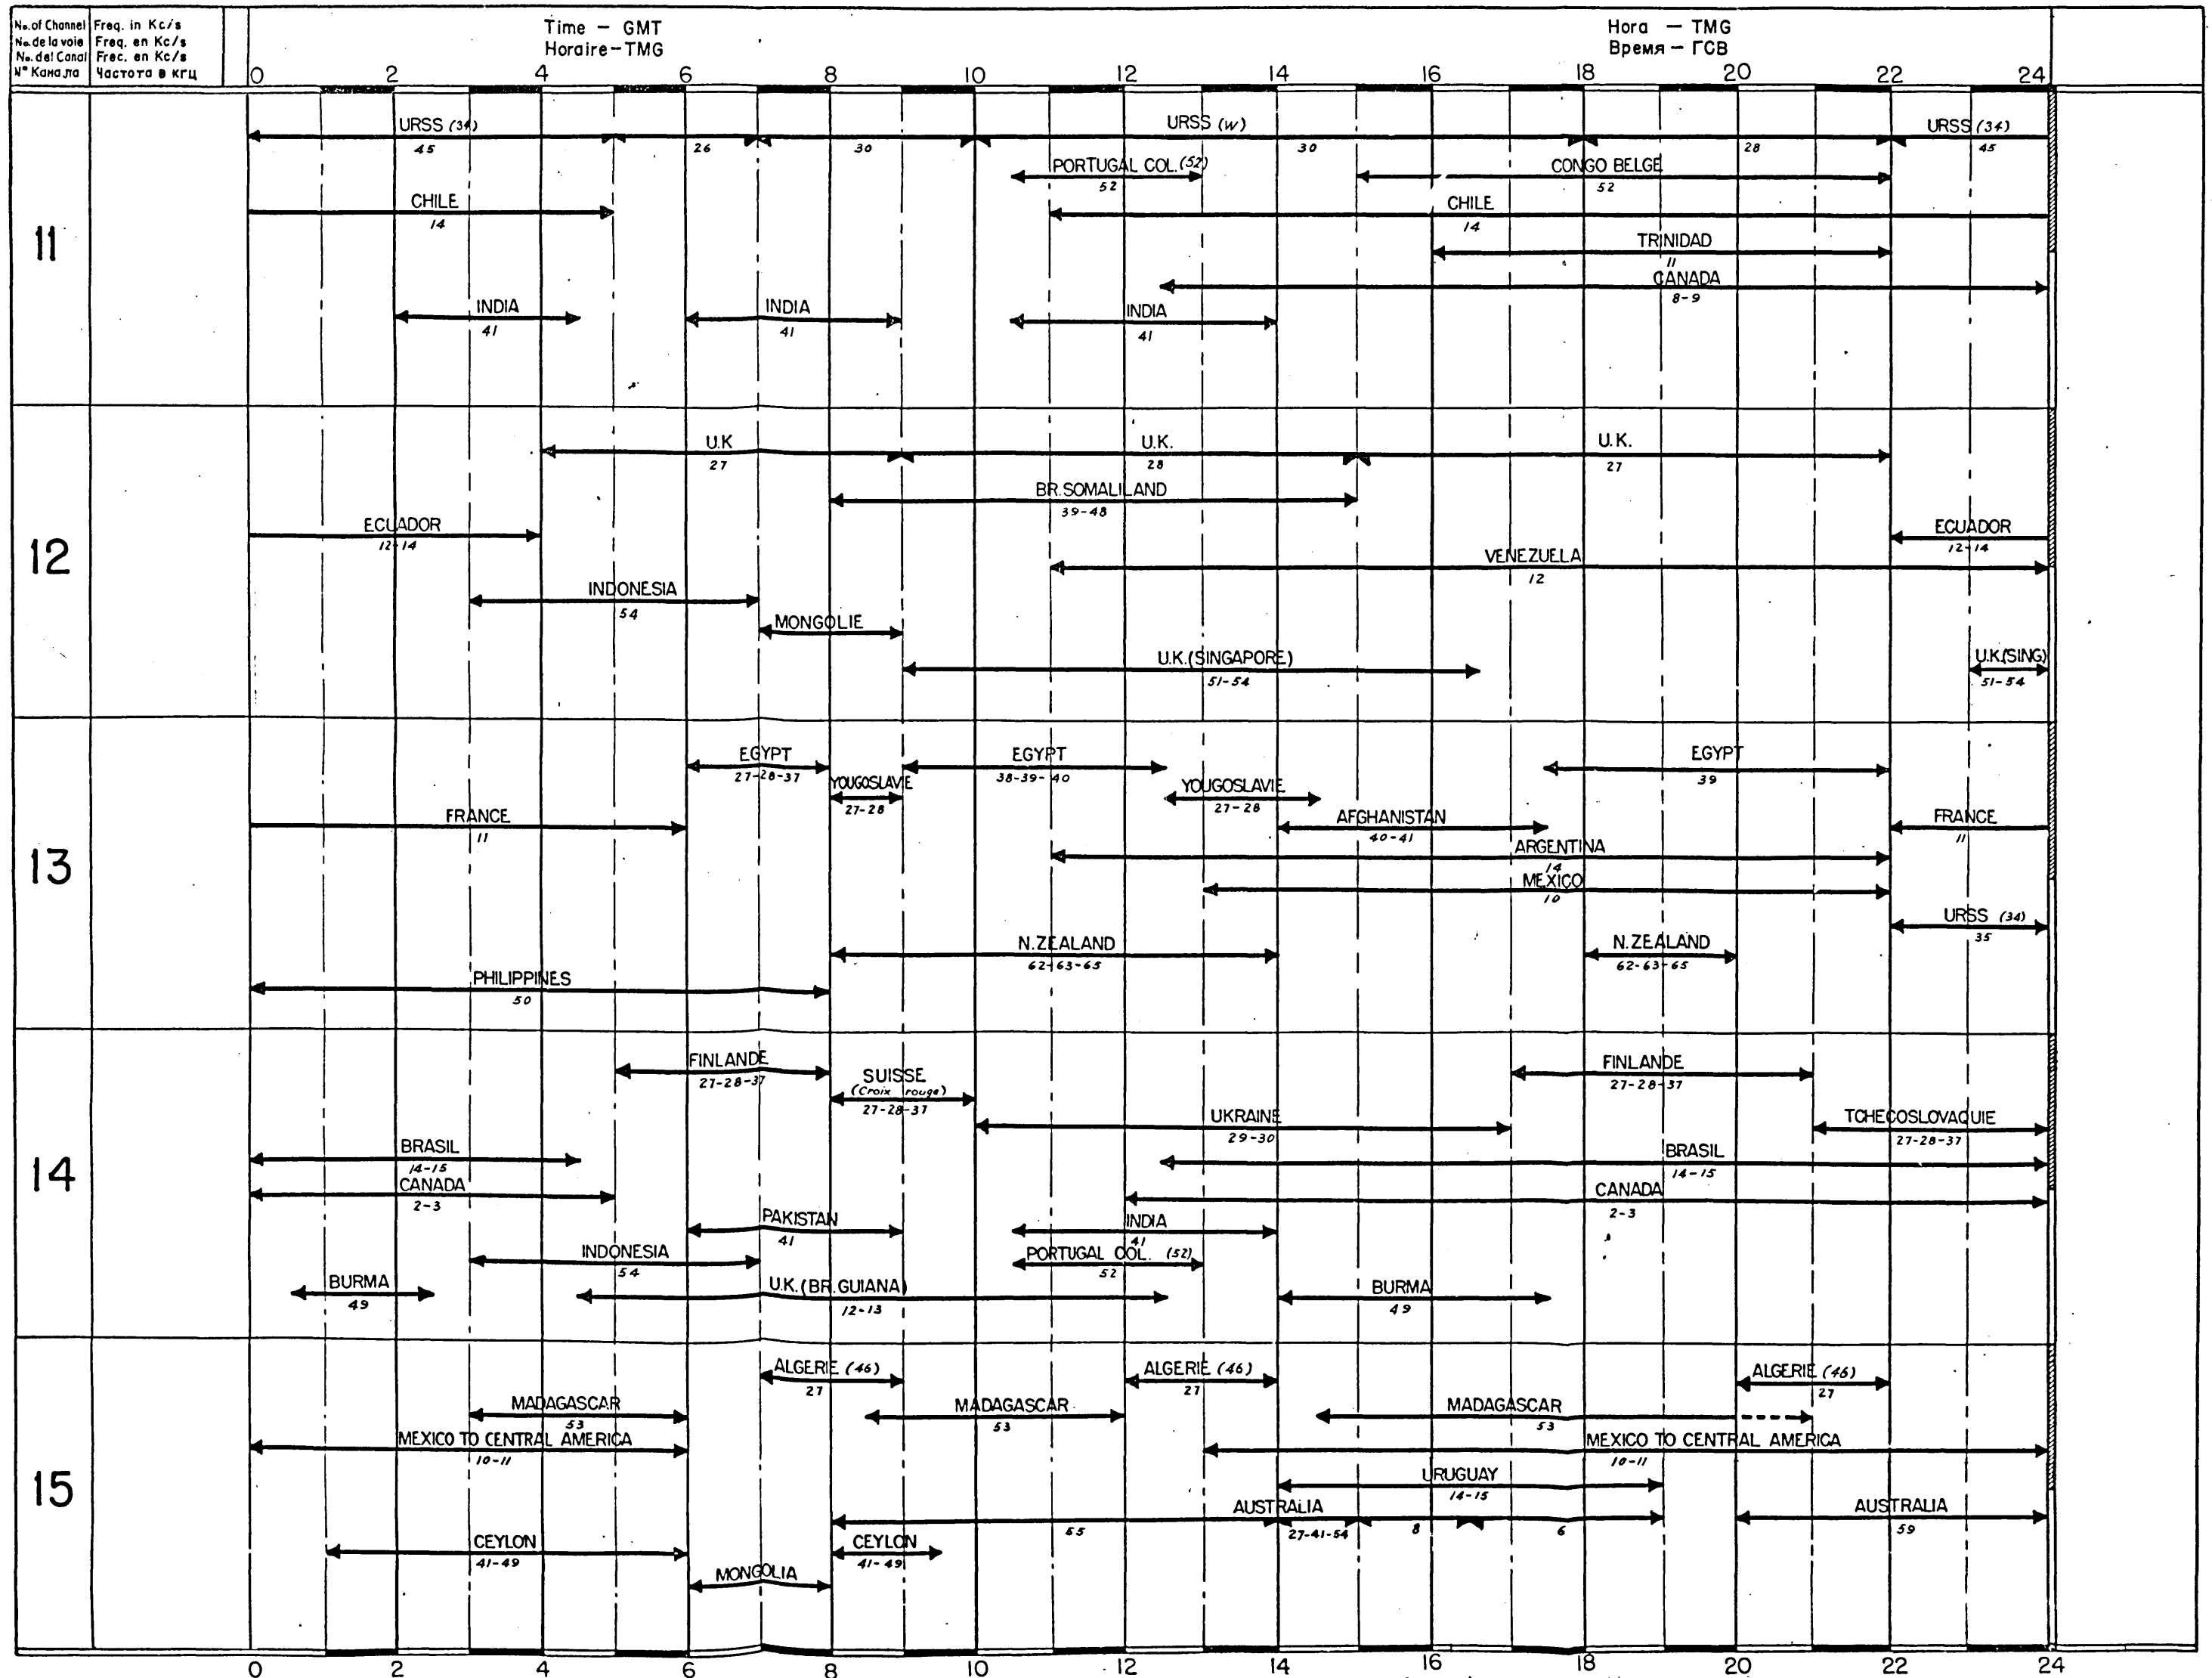 No. of Channel Freq. in Kc/s
No. de la voie Freq. en Kc/s
No. del Canal Frec. en Kc/s
N° Канала Частота в кгц
Time – GMT
Horaire – TMG
Hora – TMG
Время – ГСВ
0 2 4 6 8 10 12 14 16 18 20 22 24
11
URSS (34) URSS (W) URSS (34)
45 26 30 30 28 45
PORTUGAL COL. (52) CONGO BELGE
52 52
CHILE CHILE
14 14
TRINIDAD
11
CANADA
8-9
INDIA INDIA INDIA
41 41 41
12
U.K U.K. U.K.
27 28 27
BR. SOMALILAND
39-48
ECUADOR ECUADOR
12-14 12-14
VENEZUELA
12
INDONESIA
54
MONGOLIE
U.K. (SINGAPORE) U.K.(SING)
51-54 51-54
13
EGYPT EGYPT EGYPT
27-28-37 38-39-40 39
YOUGOSLAVIE YOUGOSLAVIE
27-28 27-28
FRANCE AFGHANISTAN FRANCE
11 40-41 11
ARGENTINA
14
MEXICO
10
URSS (34)
35
N. ZEALAND N. ZEALAND
62-63-65 62-63-65
PHILIPPINES
50
14
FINLANDE FINLANDE
27-28-37 27-28-37
SUISSE
(Croix rouge)
27-28-37
UKRAINE TCHECOSLOVAQUIE
29-30 27-28-37
BRASIL BRASIL
14-15 14-15
CANADA CANADA
2-3 2-3
PAKISTAN INDIA
41 41
INDONESIA PORTUGAL COL. (52)
54 52
BURMA U.K. (BR. GUIANA) BURMA
49 12-13 49
15
ALGERIE (46) ALGERIE (46) ALGERIE (46)
27 27 27
MADAGASCAR MADAGASCAR MADAGASCAR
53 53 53
MEXICO TO CENTRAL AMERICA MEXICO TO CENTRAL AMERICA
10-11 10-11
URUGUAY
14-15
AUSTRALIA AUSTRALIA
55 27-41-54 8 6 59
CEYLON CEYLON
41-49 41-49
MONGOLIA
0 2 4 6 8 10 12 14 16 18 20 22 24